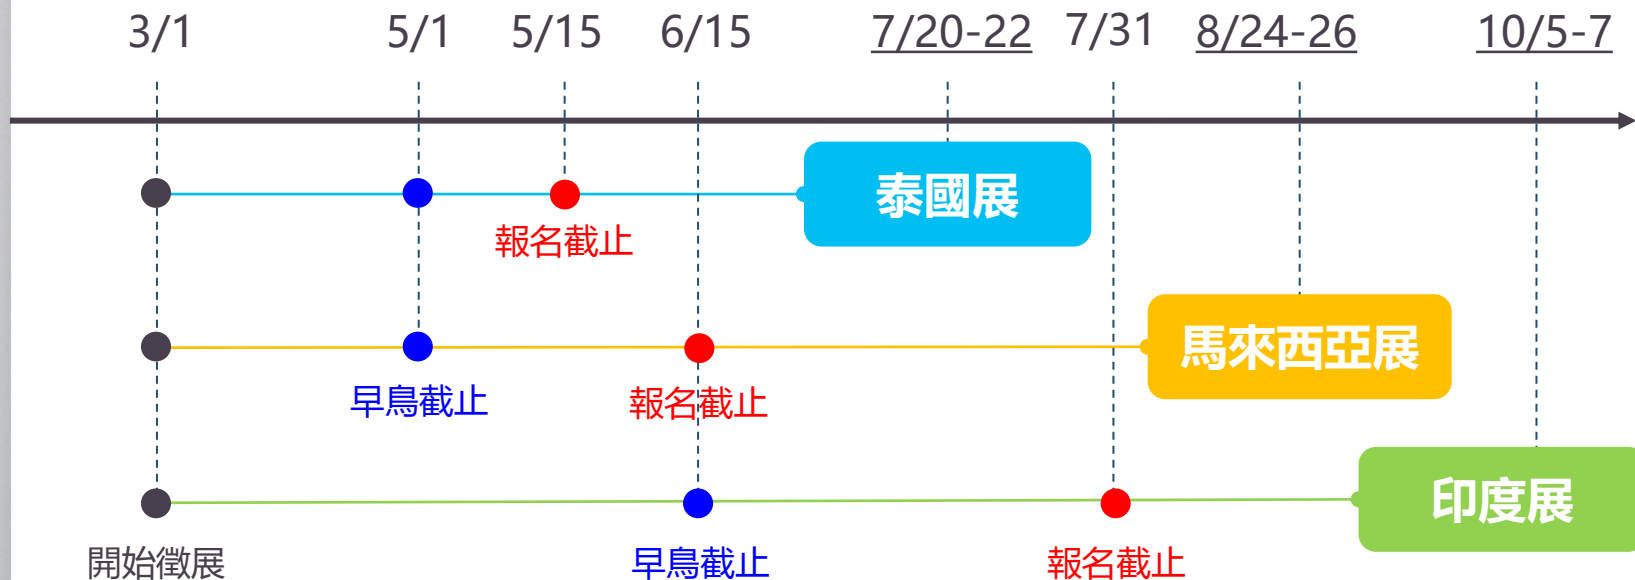 3/1 5/1 5/15 6/15 7/20-22 7/31 8/24-26 10/5-7
泰國展
報名截止
馬來西亞展
早鳥截止 報名截止
印度展
開始徵展 早鳥截止 報名截止